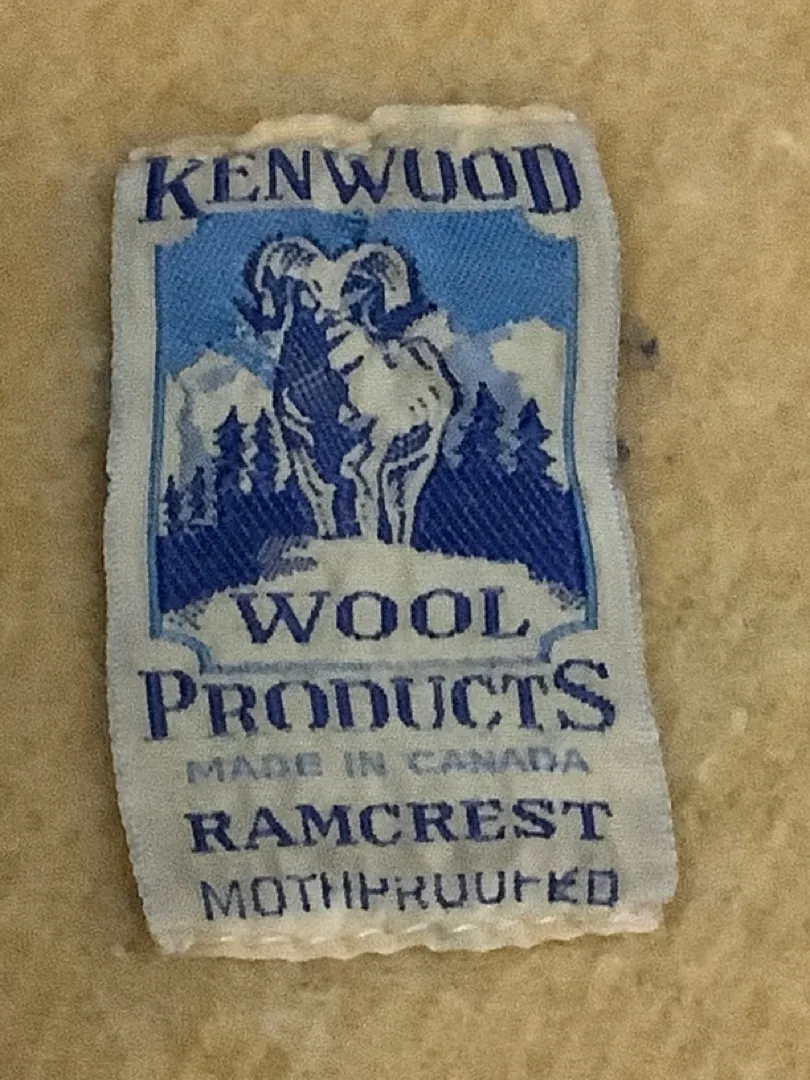 KENWOOD
WOOL
PRODUCTS
MADE IN CANADA
RAMCREST
MOTHPROOFED